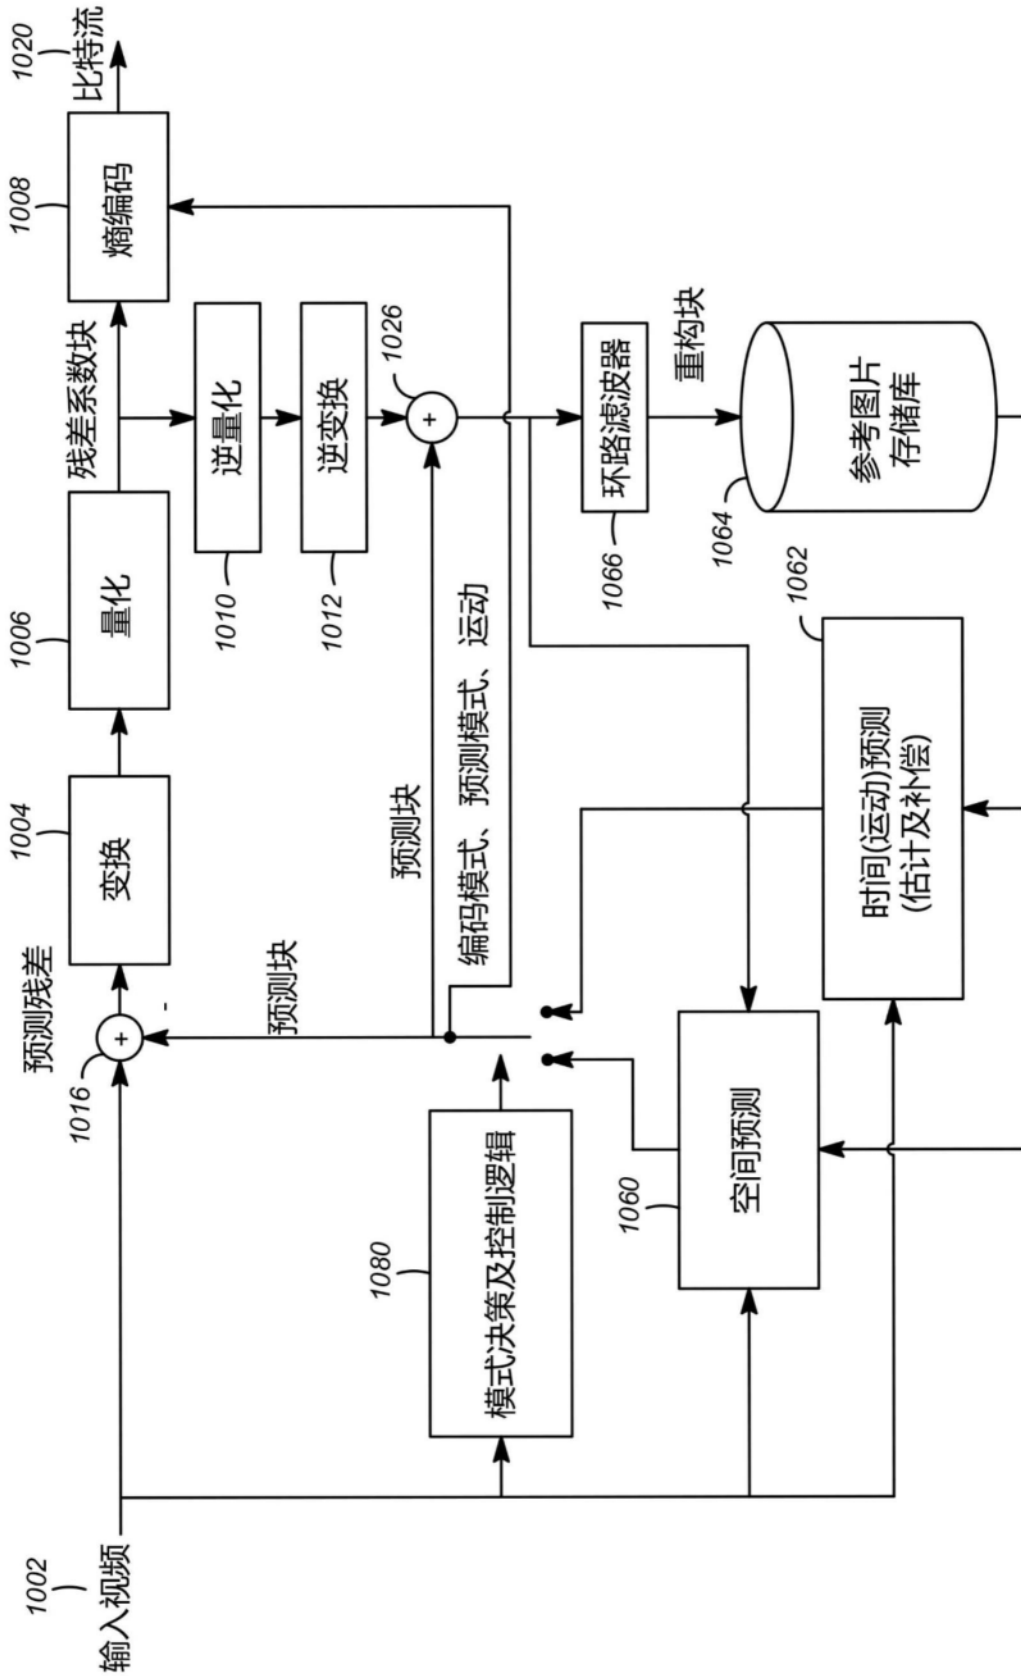 1002
输入视频
1016
+
-
预测残差
1004
变换
1006
量化
残差系数块
1008
熵编码
1020
比特流
预测块
1010
逆量化
1012
逆变换
预测块
+
1026
编码模式、预测模式、运动
1080
模式决策及控制逻辑
1066
环路滤波器
重构块
1060
空间预测
1062
时间(运动)预测
(估计及补偿)
1064
参考图片
存储库